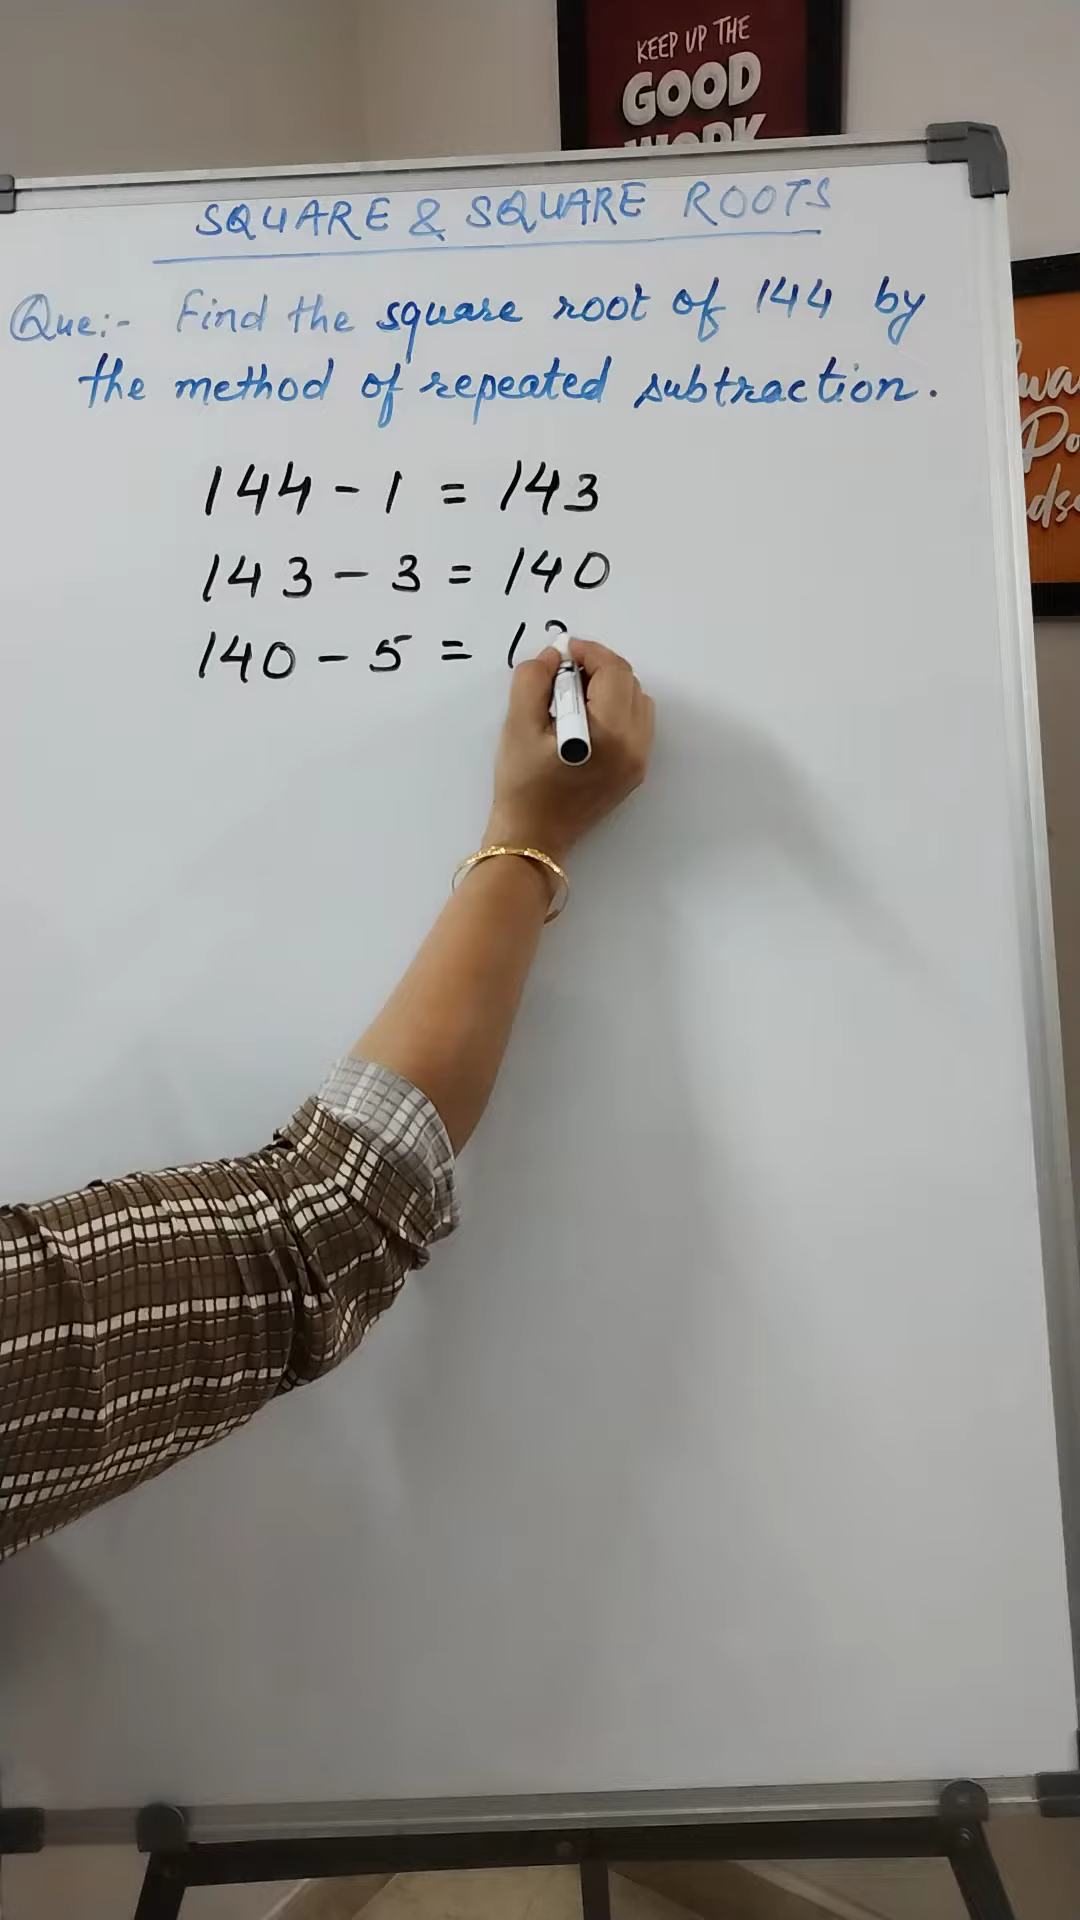 KEEP UP THE
GOOD
WORK
SQUARE & SQUARE ROOTS
Que:- Find the square root of 144 by
the method of repeated subtraction.
144 - 1 = 143
143 - 3 = 140
140 - 5 = 13